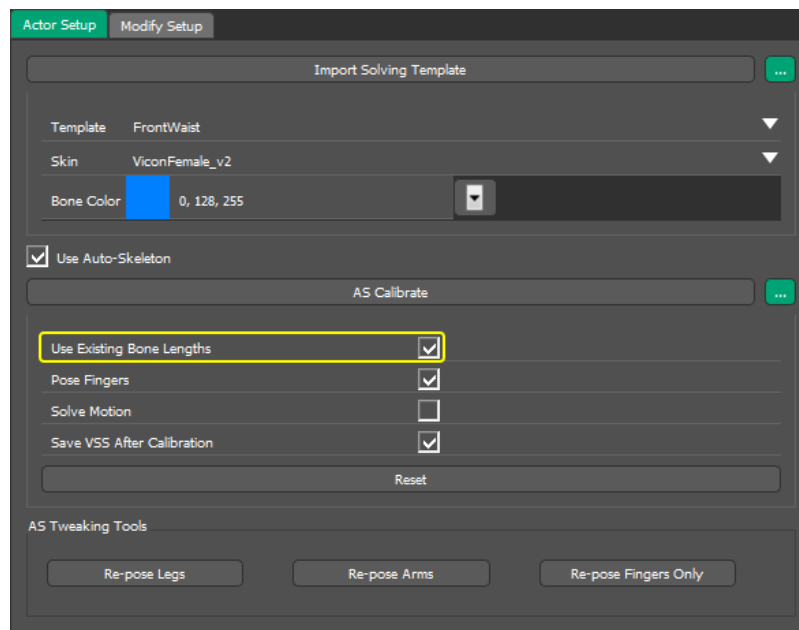 Actor Setup Modify Setup
Import Solving Template ...
Template FrontWaist
Skin ViconFemale_v2
Bone Color 0, 128, 255
Use Auto-Skeleton
AS Calibrate ...
Use Existing Bone Lengths
Pose Fingers
Solve Motion
Save VSS After Calibration
Reset
AS Tweaking Tools
Re-pose Legs Re-pose Arms Re-pose Fingers Only